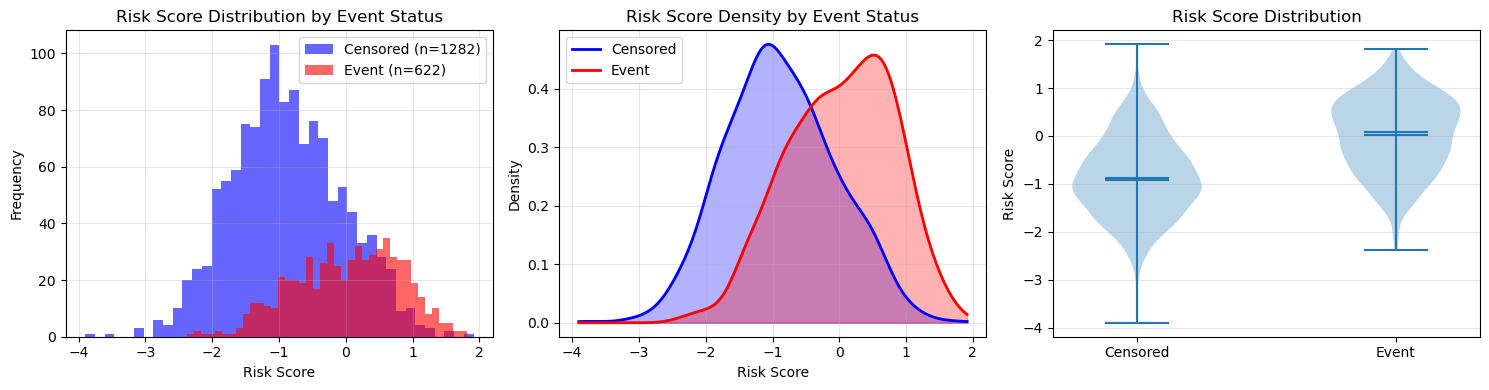 Risk Score Distribution by Event Status
Censored (n=1282)
Event (n=622)
Frequency
100
80
60
40
20
0
−4 −3 −2 −1 0 1 2
Risk Score
Risk Score Density by Event Status
Censored
Event
Density
0.4
0.3
0.2
0.1
0.0
−4 −3 −2 −1 0 1 2
Risk Score
Risk Score Distribution
Risk Score
2
1
0
−1
−2
−3
−4
Censored Event